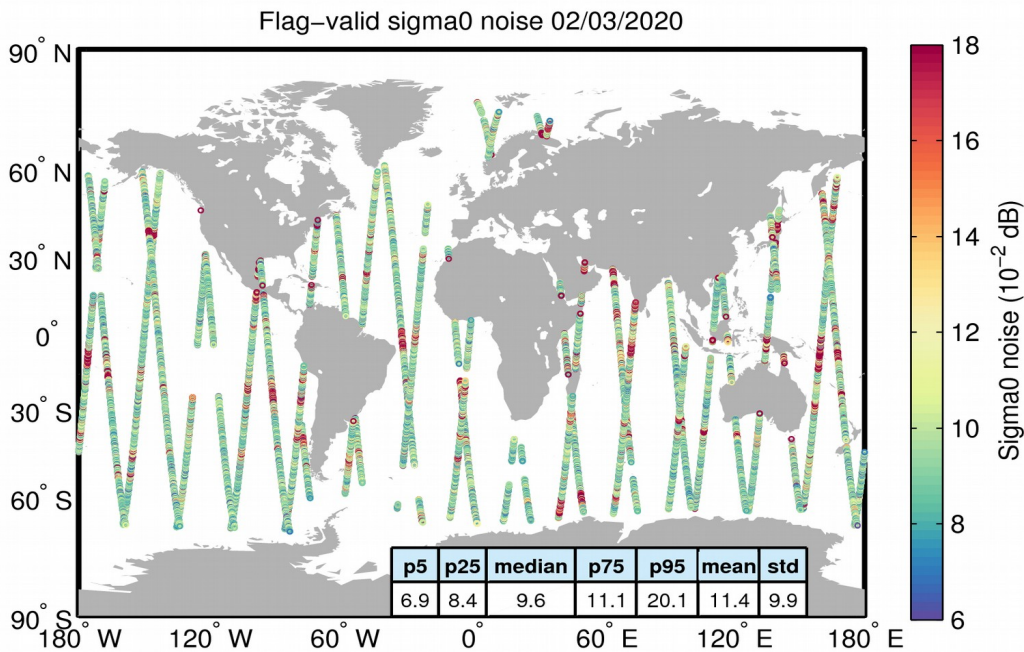 Flag−valid sigma0 noise 02/03/2020
90° N
60° N
30° N
0°
30° S
60° S
90° S
180° W
120° W
60° W
0°
60° E
120° E
180° E
p5 p25 median p75 p95 mean std
6.9 8.4 9.6 11.1 20.1 11.4 9.9
18
16
14
12
10
8
6
Sigma0 noise (10⁻² dB)